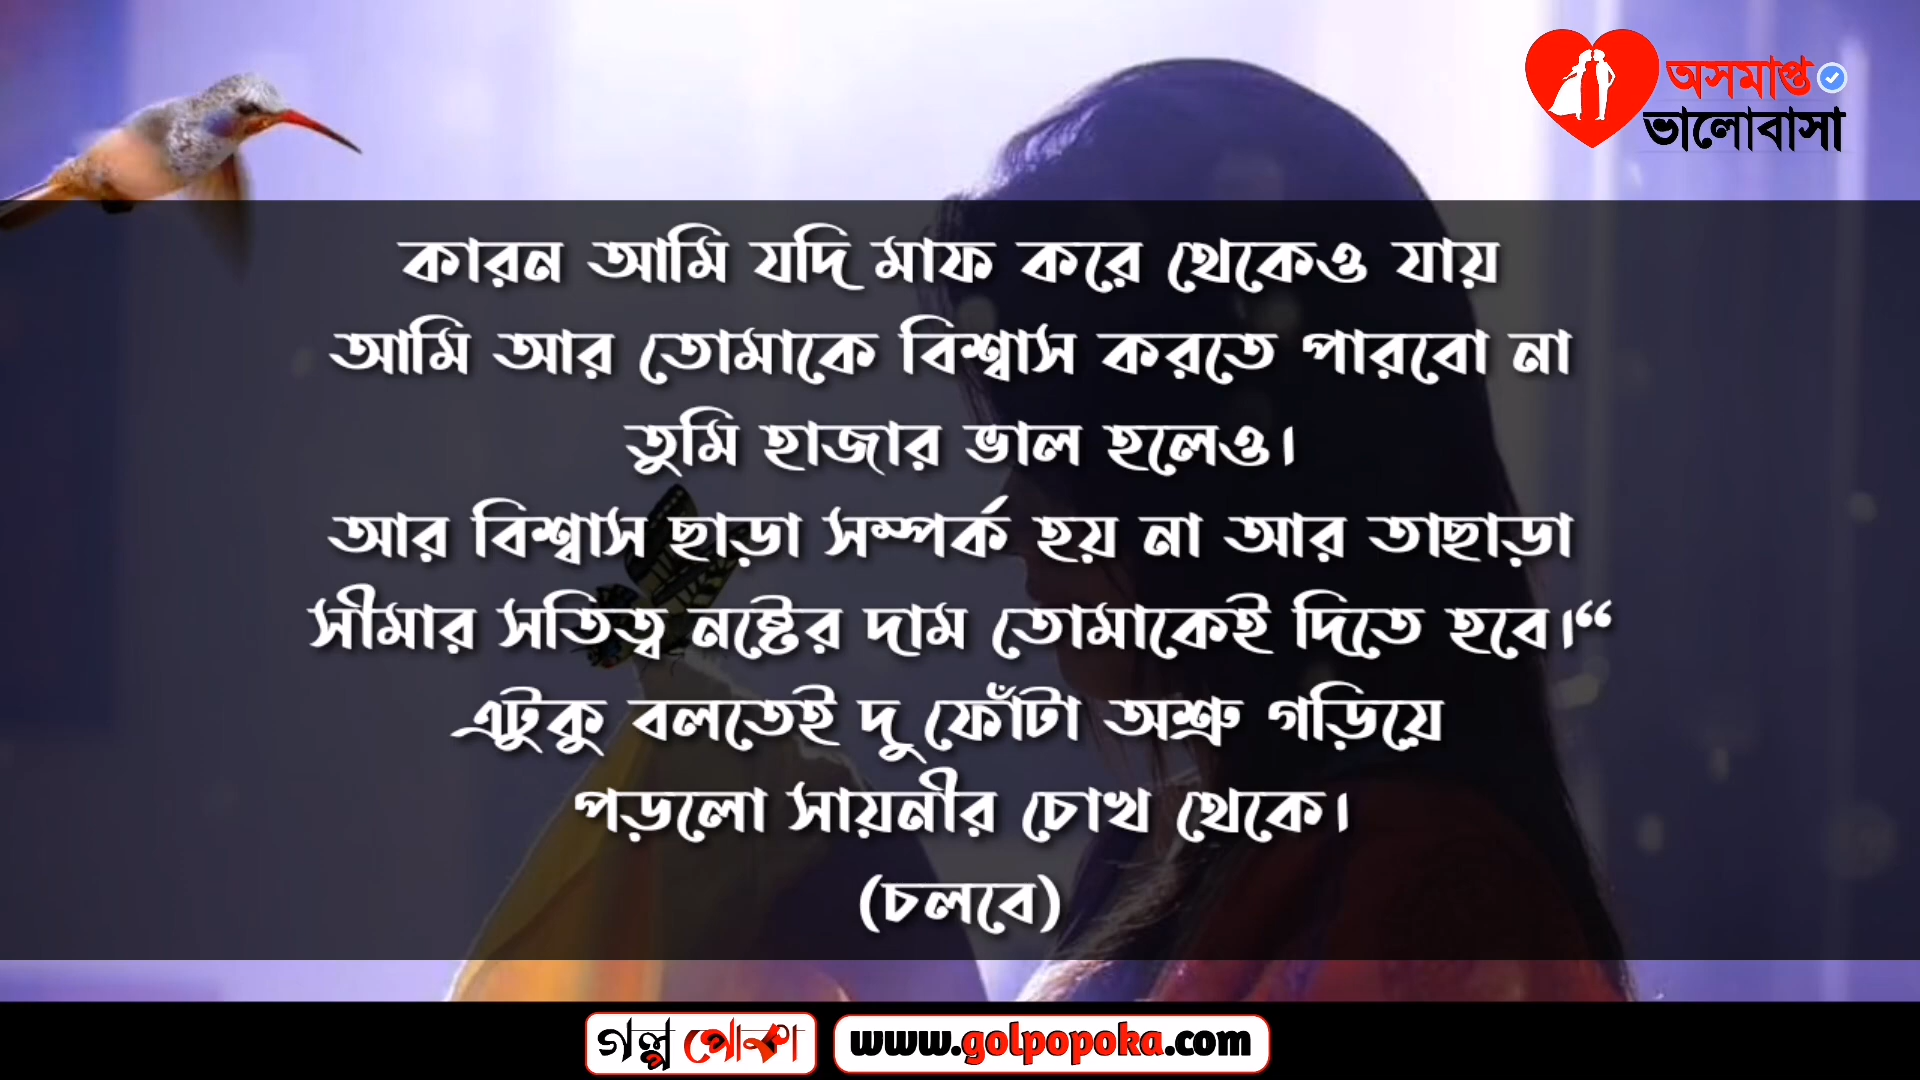 অসমাপ্ত
ভালোবাসা
কারন আমি যদি মাফ করে থেকেও যায়
আমি আর তোমাকে বিশ্বাস করতে পারবো না
তুমি হাজার ভাল হলেও।
আর বিশ্বাস ছাড়া সম্পর্ক হয় না আর তাছাড়া
সীমার সতিত্ব নষ্টের দাম তোমাকেই দিতে হবে।“
এটুকু বলতেই দু ফোঁটা অশ্রু গড়িয়ে
পড়লো সায়নীর চোখ থেকে।
(চলবে)
গল্প পোকা www.golpopoka.com